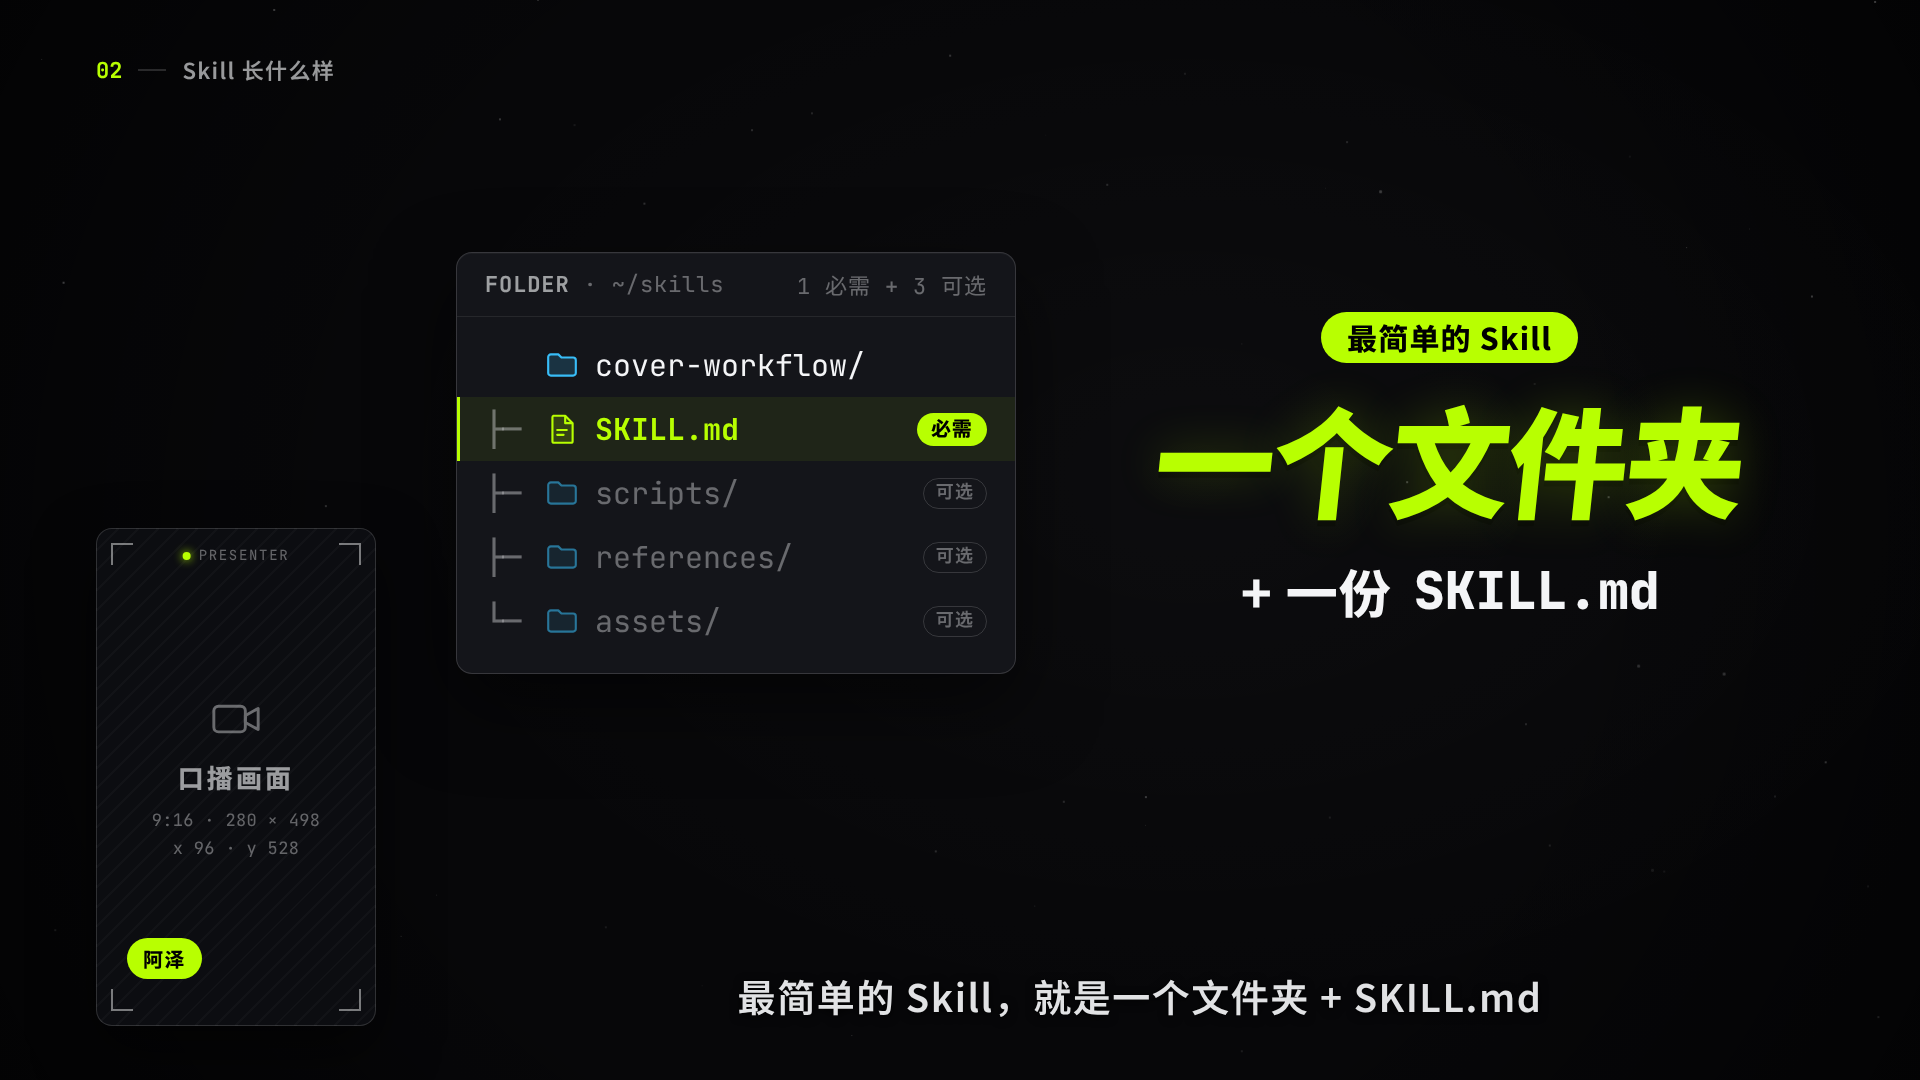 02 — Skill 长什么样
FOLDER · ~/skills 1 必需 + 3 可选
cover-workflow/
SKILL.md 必需
scripts/ 可选
references/ 可选
assets/ 可选
最简单的 Skill
一个文件夹
+ 一份 SKILL.md
PRESENTER
口播画面
9:16 · 280 × 498
x 96 · y 528
阿泽
最简单的 Skill，就是一个文件夹 + SKILL.md